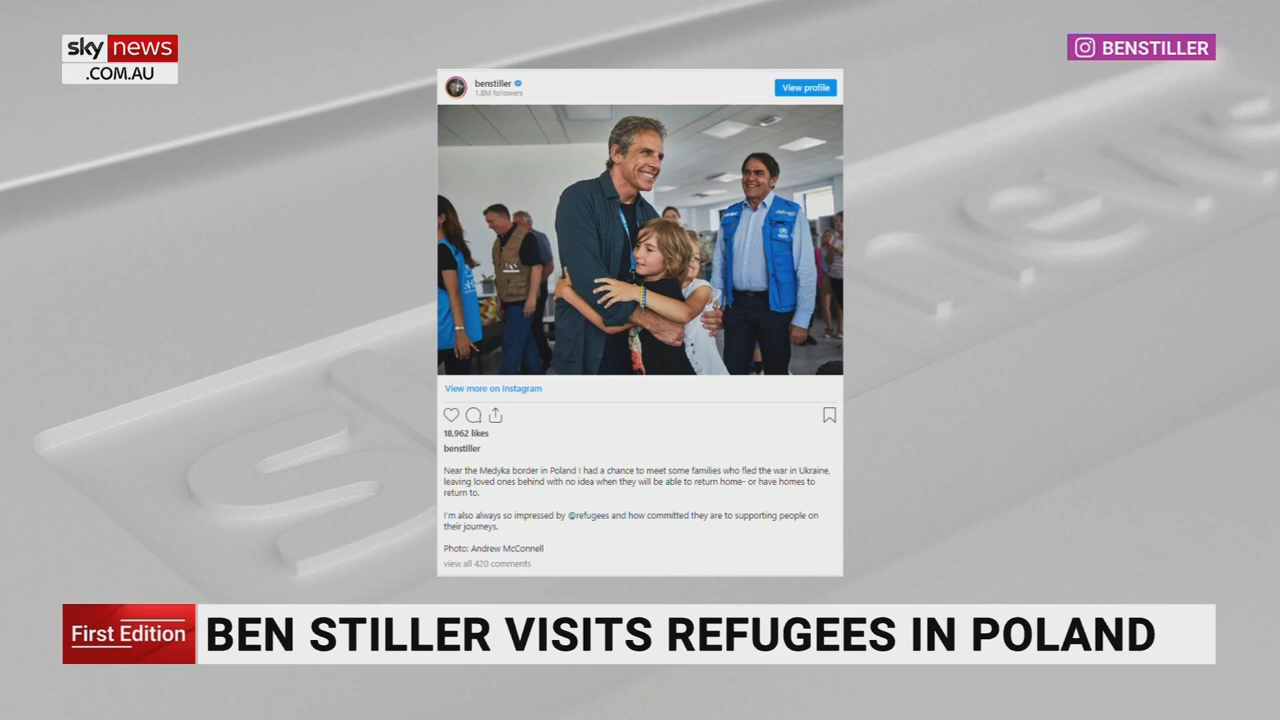 sky news
.COM.AU
BENSTILLER
benstiller
1.8M followers
View profile
View more on Instagram
18,962 likes
benstiller
Near the Medyka border in Poland I had a chance to meet some families who fled the war in Ukraine,
leaving loved ones behind with no idea when they will be able to return home- or have homes to
return to.
I'm also always so impressed by @refugees and how committed they are to supporting people on
their journeys.
Photo: Andrew McConnell
view all 420 comments
First Edition
BEN STILLER VISITS REFUGEES IN POLAND